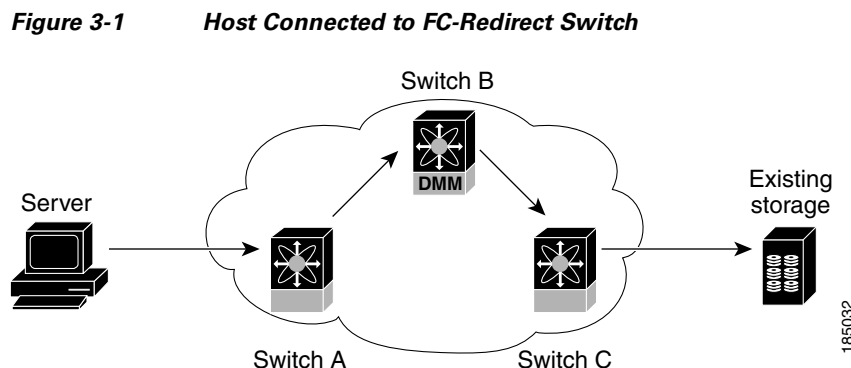 Figure 3-1 Host Connected to FC-Redirect Switch
Switch B
DMM
Server
Existing
storage
Switch A
Switch C
185032